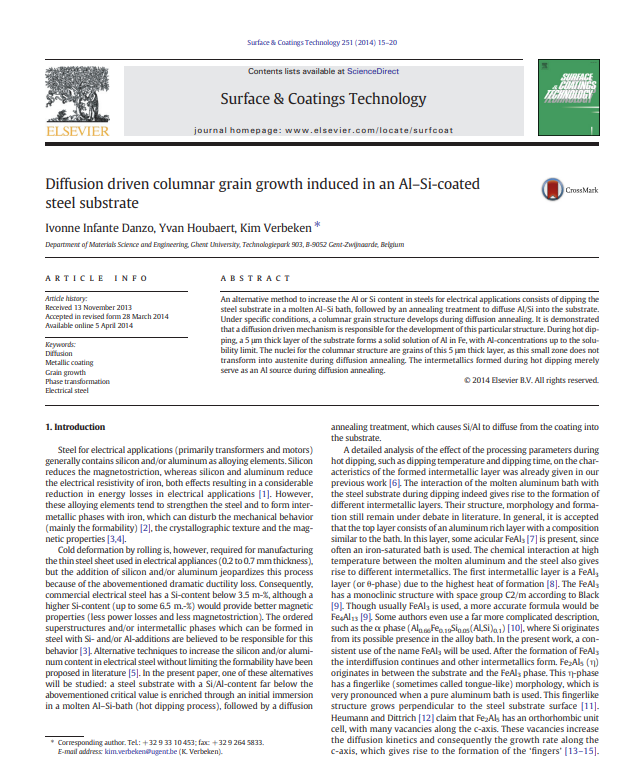 Surface & Coatings Technology 251 (2014) 15–20
Contents lists available at ScienceDirect
Surface & Coatings Technology
journal homepage: www.elsevier.com/locate/surfcoat
ELSEVIER
SURFACE
& COATINGS
TECHNOLOGY
Diffusion driven columnar grain growth induced in an Al–Si-coated
steel substrate
CrossMark
Ivonne Infante Danzo, Yvan Houbaert, Kim Verbeken *
Department of Materials Science and Engineering, Ghent University, Technologiepark 903, B-9052 Gent-Zwijnaarde, Belgium
ARTICLE INFO
Article history:
Received 13 November 2013
Accepted in revised form 28 March 2014
Available online 5 April 2014
Keywords:
Diffusion
Metallic coating
Grain growth
Phase transformation
Electrical steel
ABSTRACT
An alternative method to increase the Al or Si content in steels for electrical applications consists of dipping the
steel substrate in a molten Al–Si bath, followed by an annealing treatment to diffuse Al/Si into the substrate.
Under specific conditions, a columnar grain structure develops during diffusion annealing. It is demonstrated
that a diffusion driven mechanism is responsible for the development of this particular structure. During hot dip-
ping, a 5 μm thick layer of the substrate forms a solid solution of Al in Fe, with Al-concentrations up to the solu-
bility limit. The nuclei for the columnar structure are grains of this 5 μm thick layer, as this small zone does not
transform into austenite during diffusion annealing. The intermetallics formed during hot dipping merely
serve as an Al source during diffusion annealing.
© 2014 Elsevier B.V. All rights reserved.
1. Introduction
Steel for electrical applications (primarily transformers and motors)
generally contains silicon and/or aluminum as alloying elements. Silicon
reduces the magnetostriction, whereas silicon and aluminum reduce
the electrical resistivity of iron, both effects resulting in a considerable
reduction in energy losses in electrical applications [1]. However,
these alloying elements tend to strengthen the steel and to form inter-
metallic phases with iron, which can disturb the mechanical behavior
(mainly the formability) [2], the crystallographic texture and the mag-
netic properties [3,4].
Cold deformation by rolling is, however, required for manufacturing
the thin steel sheet used in electrical appliances (0.2 to 0.7 mm thickness),
but the addition of silicon and/or aluminum jeopardizes this process
because of the abovementioned dramatic ductility loss. Consequently,
commercial electrical steel has a Si-content below 3.5 m-%, although a
higher Si-content (up to some 6.5 m.-%) would provide better magnetic
properties (less power losses and less magnetostriction). The ordered
superstructures and/or intermetallic phases which can be formed in
steel with Si- and/or Al-additions are believed to be responsible for this
behavior [3]. Alternative techniques to increase the silicon and/or alumi-
num content in electrical steel without limiting the formability have been
proposed in literature [5]. In the present paper, one of these alternatives
will be studied: a steel substrate with a Si/Al-content far below the
abovementioned critical value is enriched through an initial immersion
in a molten Al–Si-bath (hot dipping process), followed by a diffusion
* Corresponding author. Tel.: +32 9 33 10 453; fax: +32 9 264 5833.
E-mail address: kim.verbeken@ugent.be (K. Verbeken).
annealing treatment, which causes Si/Al to diffuse from the coating into
the substrate.
A detailed analysis of the effect of the processing parameters during
hot dipping, such as dipping temperature and dipping time, on the char-
acteristics of the formed intermetallic layer was already given in our
previous work [6]. The interaction of the molten aluminum bath with
the steel substrate during dipping indeed gives rise to the formation of
different intermetallic layers. Their structure, morphology and forma-
tion still remain under debate in literature. In general, it is accepted
that the top layer consists of an aluminum rich layer with a composition
similar to the bath. In this layer, some acicular FeAl3 [7] is present, since
often an iron-saturated bath is used. The chemical interaction at high
temperature between the molten aluminum and the steel also gives
rise to different intermetallics. The first intermetallic layer is a FeAl3
layer (or θ-phase) due to the highest heat of formation [8]. The FeAl3
has a monoclinic structure with space group C2/m according to Black
[9]. Though usually FeAl3 is used, a more accurate formula would be
Fe4Al13 [9]. Some authors even use a far more complicated description,
such as the α phase (Al0.66Fe0.19Si0.05(Al,Si)0.1) [10], where Si originates
from its possible presence in the alloy bath. In the present work, a con-
sistent use of the name FeAl3 will be used. After the formation of FeAl3
the interdiffusion continues and other intermetallics form. Fe2Al5 (η)
originates in between the substrate and the FeAl3 phase. This η-phase
has a fingerlike (sometimes called tongue-like) morphology, which is
very pronounced when a pure aluminum bath is used. This fingerlike
structure grows perpendicular to the steel substrate surface [11].
Heumann and Dittrich [12] claim that Fe2Al5 has an orthorhombic unit
cell, with many vacancies along the c-axis. These vacancies increase
the diffusion kinetics and consequently the growth rate along the
c-axis, which gives rise to the formation of the 'fingers' [13–15].